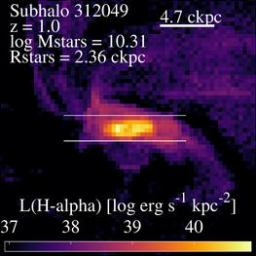 Subhalo 312049
4.7 ckpc
z = 1.0
log Mstars = 10.31
Rstars = 2.36 ckpc
L(H-alpha) [log erg s⁻¹ kpc⁻²]
37 38 39 40